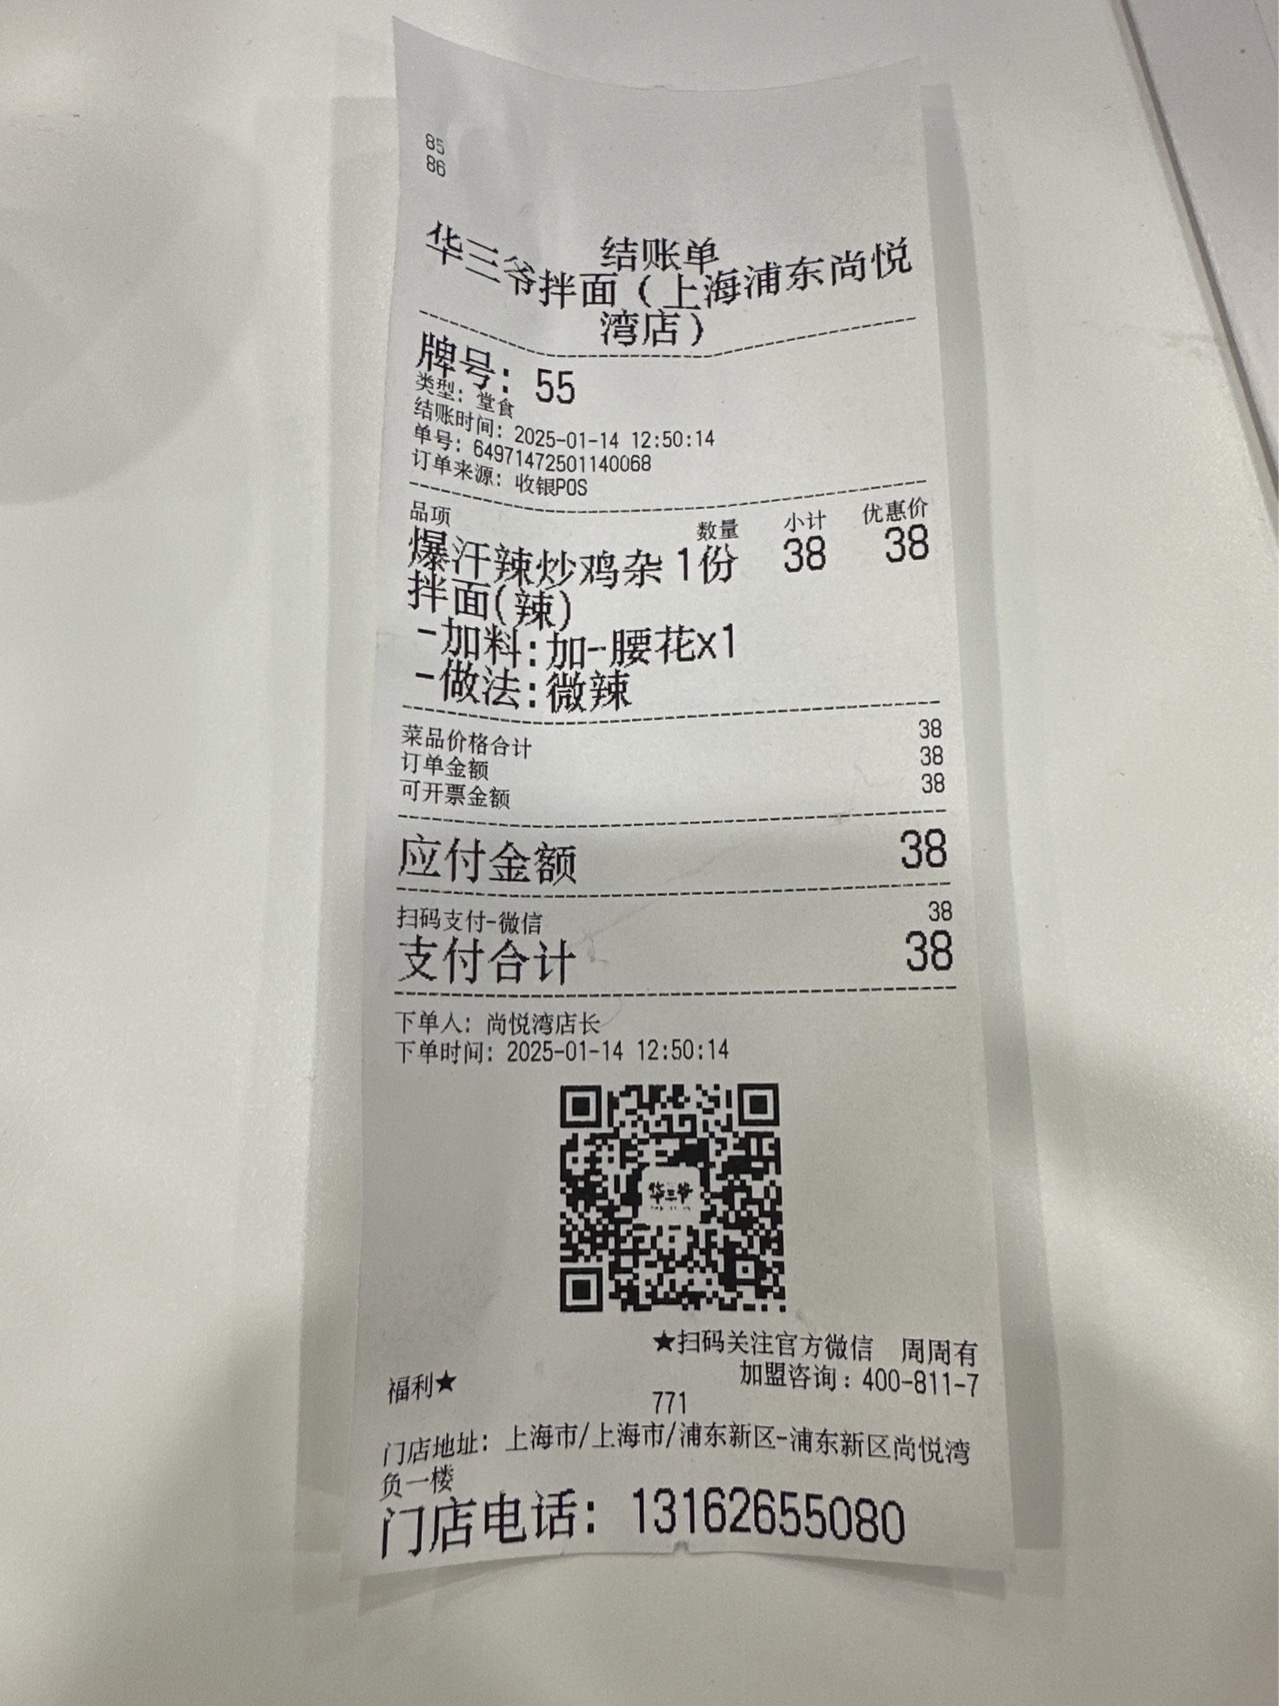 85
86
结账单
华三爷拌面（上海浦东尚悦
湾店）
牌号：55
类型：堂食
结账时间：2025-01-14 12:50:14
单号：64971472501140068
订单来源：收银POS
品项 数量 小计 优惠价
爆汗辣炒鸡杂 1份 38 38
拌面(辣)
-加料:加--腰花x1
-做法:微辣
菜品价格合计 38
订单金额 38
可开票金额 38
应付金额 38
扫码支付-微信 38
支付合计 38
下单人：尚悦湾店长
下单时间：2025-01-14 12:50:14
华三爷
★扫码关注官方微信 周周有
福利★ 加盟咨询：400-811-7
771
门店地址：上海市/上海市/浦东新区-浦东新区尚悦湾
负一楼
门店电话：13162655080